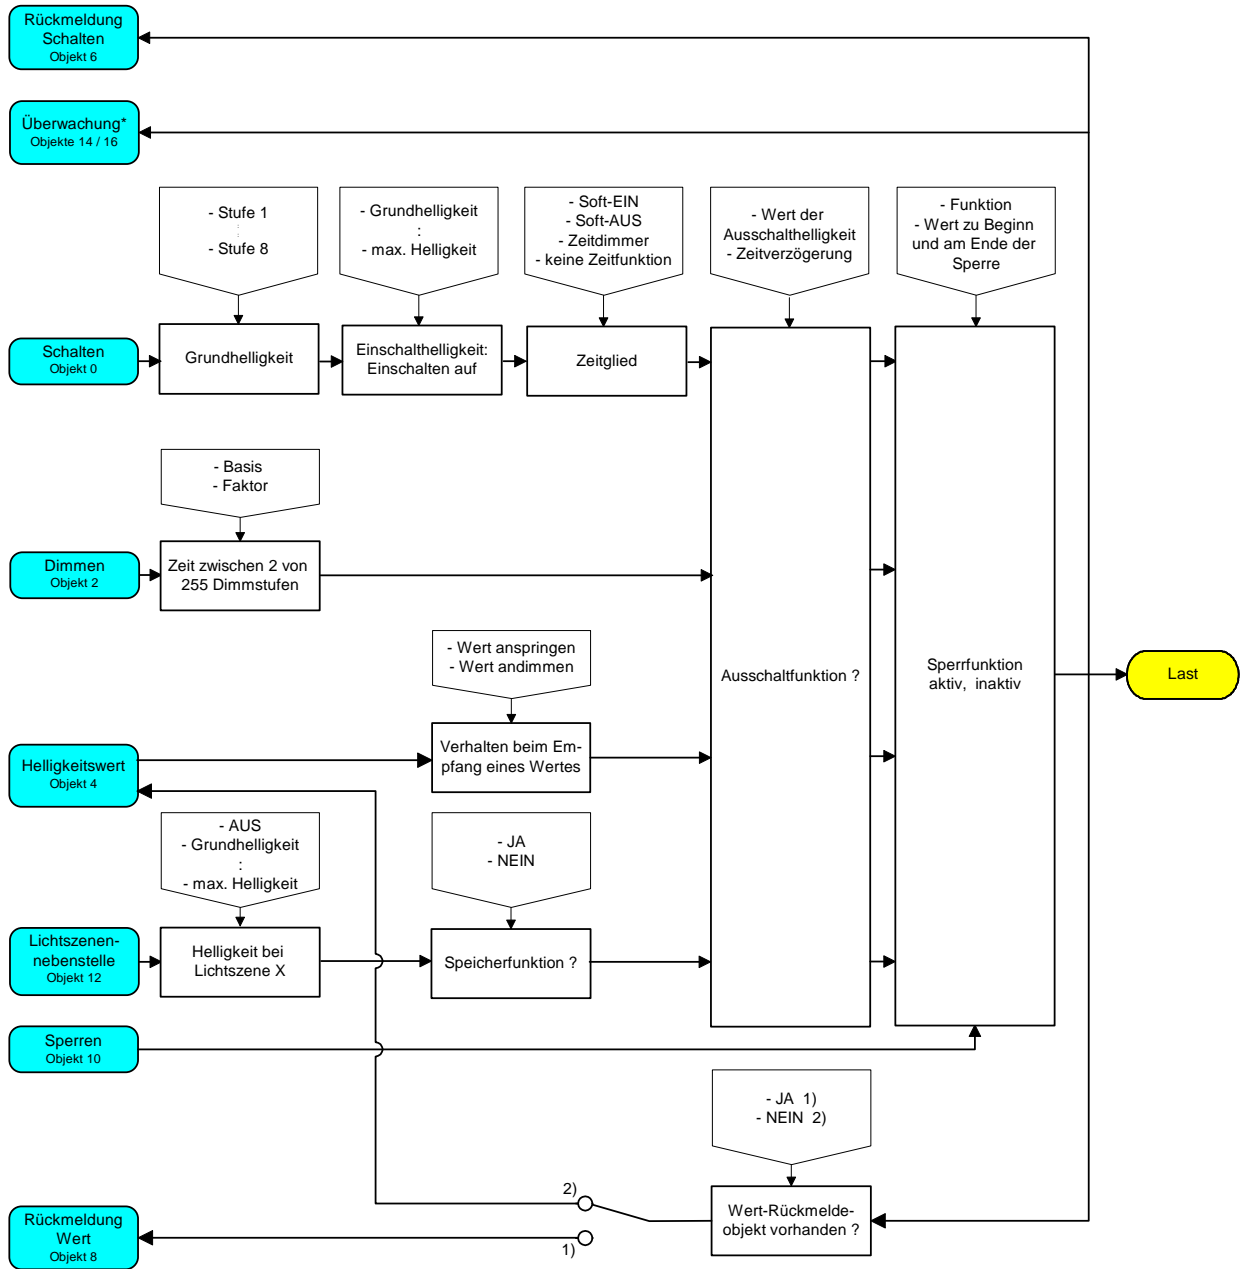 Rückmeldung
Schalten
Objekt 6
Überwachung*
Objekte 14 / 16
- Stufe 1
:
- Stufe 8
- Grundhelligkeit
:
- max. Helligkeit
- Soft-EIN
- Soft-AUS
- Zeitdimmer
- keine Zeitfunktion
- Wert der
Ausschalthelligkeit
- Zeitverzögerung
- Funktion
- Wert zu Beginn
und am Ende der
Sperre
Schalten
Objekt 0
Grundhelligkeit
Einschalthelligkeit:
Einschalten auf
Zeitglied
- Basis
- Faktor
Dimmen
Objekt 2
Zeit zwischen 2 von
255 Dimmstufen
- Wert anspringen
- Wert andimmen
Ausschaltfunktion ?
Sperrfunktion
aktiv, inaktiv
Last
Helligkeitswert
Objekt 4
Verhalten beim Em-
pfang eines Wertes
- AUS
- Grundhelligkeit
:
- max. Helligkeit
- JA
- NEIN
Lichtszenen-
nebenstelle
Objekt 12
Helligkeit bei
Lichtszene X
Speicherfunktion ?
Sperren
Objekt 10
- JA 1)
- NEIN 2)
2)
1)
Wert-Rückmelde-
objekt vorhanden ?
Rückmeldung
Wert
Objekt 8